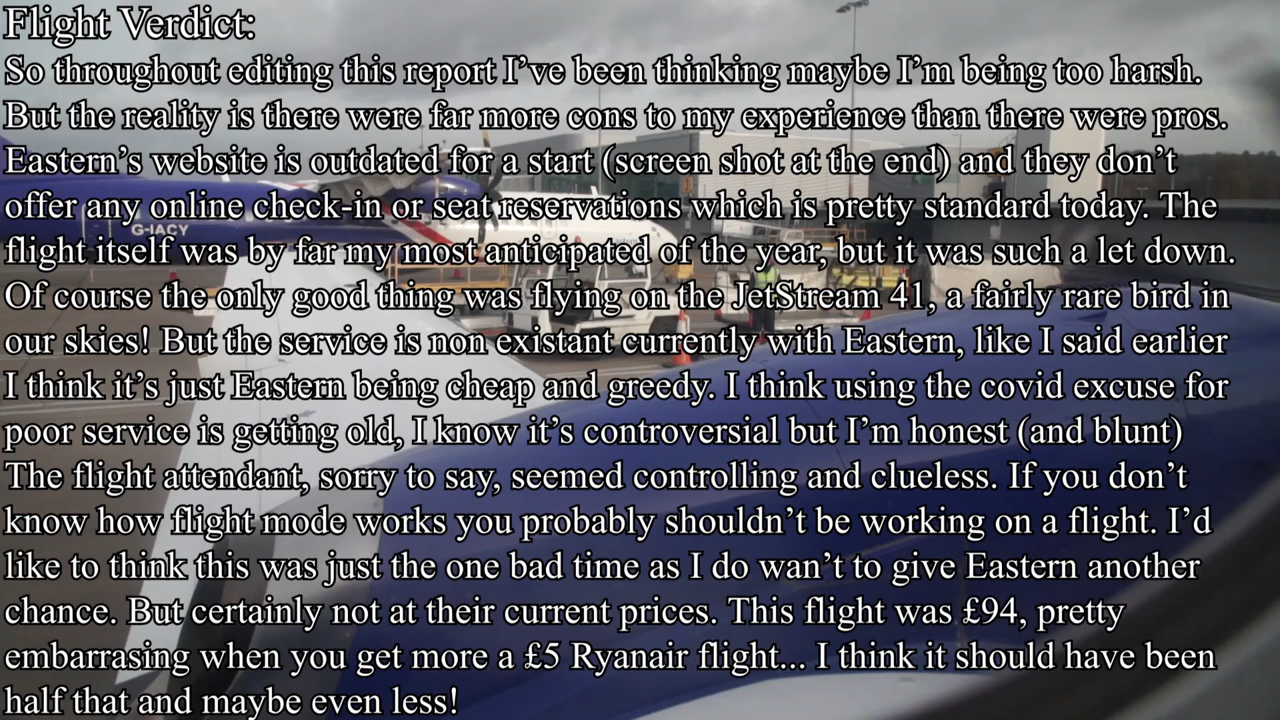 Flight Verdict:
So throughout editing this report I've been thinking maybe I'm being too harsh.
But the reality is there were far more cons to my experience than there were pros.
Eastern's website is outdated for a start (screen shot at the end) and they don't
offer any online check-in or seat reservations which is pretty standard today. The
G-IACY
flight itself was by far my most anticipated of the year, but it was such a let down.
Of course the only good thing was flying on the JetStream 41, a fairly rare bird in
our skies! But the service is non existant currently with Eastern, like I said earlier
I think it's just Eastern being cheap and greedy. I think using the covid excuse for
poor service is getting old, I know it's controversial but I'm honest (and blunt)
The flight attendant, sorry to say, seemed controlling and clueless. If you don't
know how flight mode works you probably shouldn't be working on a flight. I'd
like to think this was just the one bad time as I do wan't to give Eastern another
chance. But certainly not at their current prices. This flight was £94, pretty
embarrasing when you get more a £5 Ryanair flight... I think it should have been
half that and maybe even less!